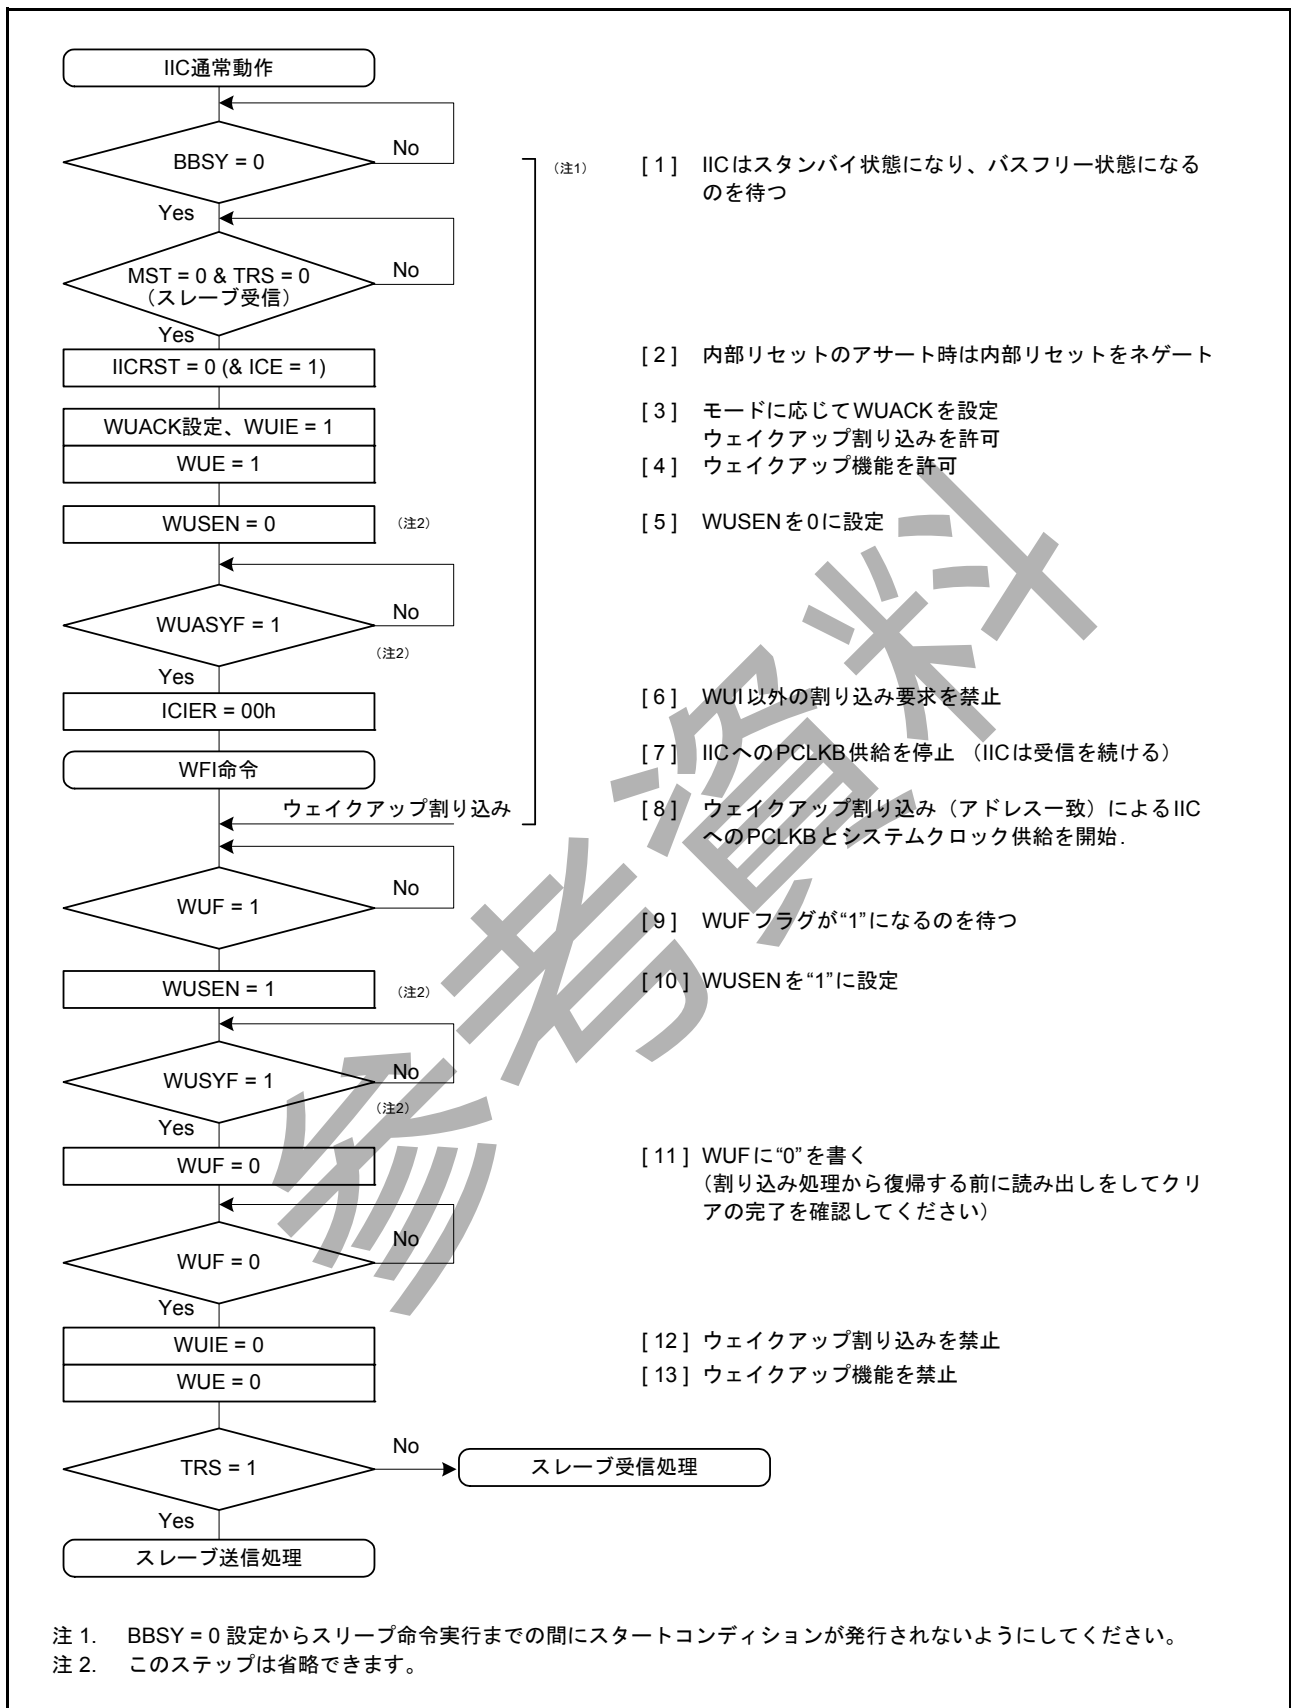 IIC通常動作
BBSY = 0
No
Yes
(注1)
[ 1 ] IICはスタンバイ状態になり、バスフリー状態になる
のを待つ
MST = 0 & TRS = 0
(スレーブ受信)
No
Yes
IICRST = 0 (& ICE = 1)
[ 2 ] 内部リセットのアサート時は内部リセットをネゲート
WUACK設定、WUIE = 1
[ 3 ] モードに応じてWUACKを設定
ウェイクアップ割り込みを許可
WUE = 1
[ 4 ] ウェイクアップ機能を許可
WUSEN = 0
(注2)
[ 5 ] WUSENを0に設定
WUASYF = 1
No
(注2)
Yes
ICIER = 00h
[ 6 ] WUI以外の割り込み要求を禁止
WFI命令
[ 7 ] IICへのPCLKB供給を停止 (IICは受信を続ける)
ウェイクアップ割り込み
[ 8 ] ウェイクアップ割り込み(アドレス一致)によるIIC
へのPCLKBとシステムクロック供給を開始.
WUF = 1
No
[ 9 ] WUFフラグが“1”になるのを待つ
WUSEN = 1
(注2)
[ 10 ] WUSENを“1”に設定
WUSYF = 1
No
(注2)
Yes
WUF = 0
[ 11 ] WUFに“0”を書く
(割り込み処理から復帰する前に読み出しをしてクリ
アの完了を確認してください)
WUF = 0
No
Yes
WUIE = 0
[ 12 ] ウェイクアップ割り込みを禁止
WUE = 0
[ 13 ] ウェイクアップ機能を禁止
TRS = 1
No
スレーブ受信処理
Yes
スレーブ送信処理
注 1. BBSY = 0 設定からスリープ命令実行までの間にスタートコンディションが発行されないようにしてください。
注 2. このステップは省略できます。
参考資料